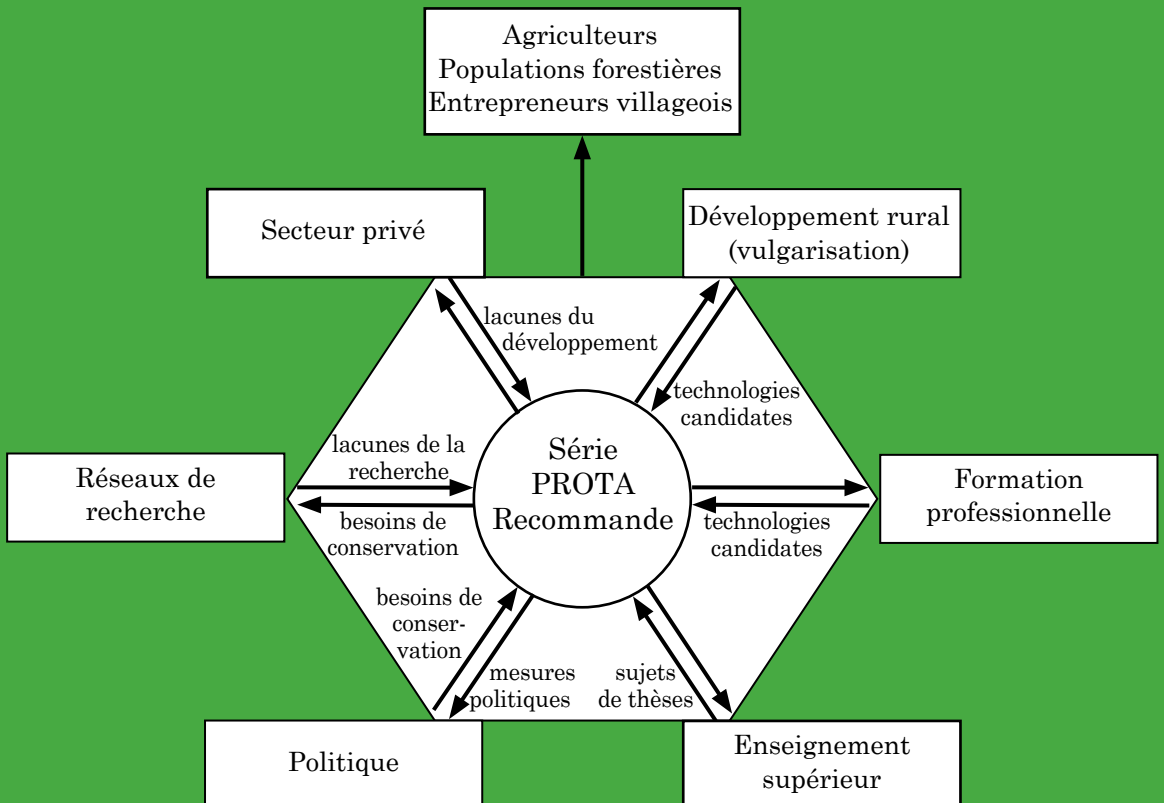 Agriculteurs
Populations forestières
Entrepreneurs villageois
Secteur privé
Développement rural
(vulgarisation)
lacunes du
développement
technologies
candidates
Réseaux de
recherche
lacunes de la
recherche
besoins de
conservation
Série
PROTA
Recommande
technologies
candidates
Formation
professionnelle
besoins de
conser-
vation
mesures
politiques
sujets
de thèses
Politique
Enseignement
supérieur